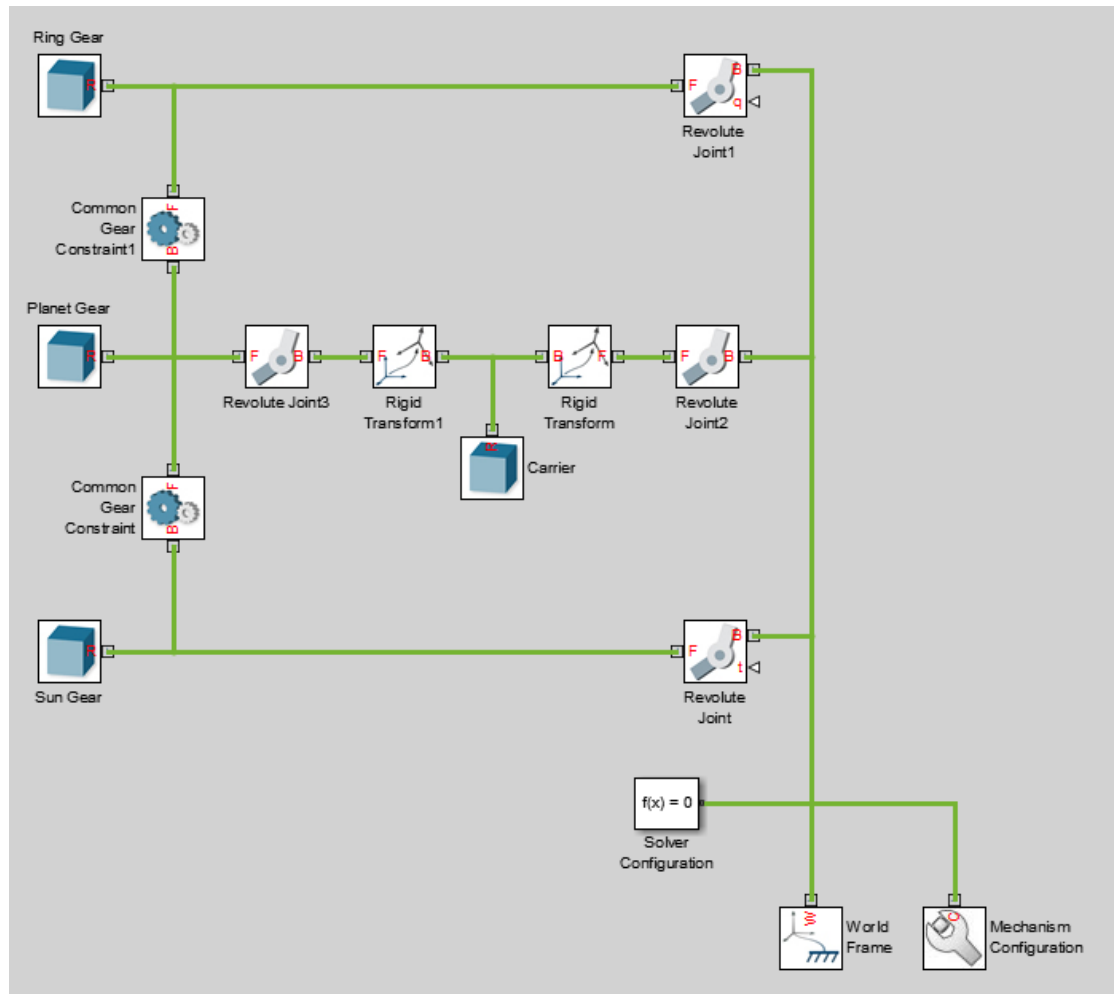 Ring Gear
R
F
B
q
Revolute
Joint1
Common
Gear
Constraint1
F
B
Planet Gear
R
F
B
Revolute Joint3
F
B
Rigid
Transform1
B
F
Rigid
Transform
F
B
Revolute
Joint2
R
Carrier
Common
Gear
Constraint
F
B
R
Sun Gear
F
B
t
Revolute
Joint
f(x) = 0
Solver
Configuration
W
World
Frame
C
Mechanism
Configuration